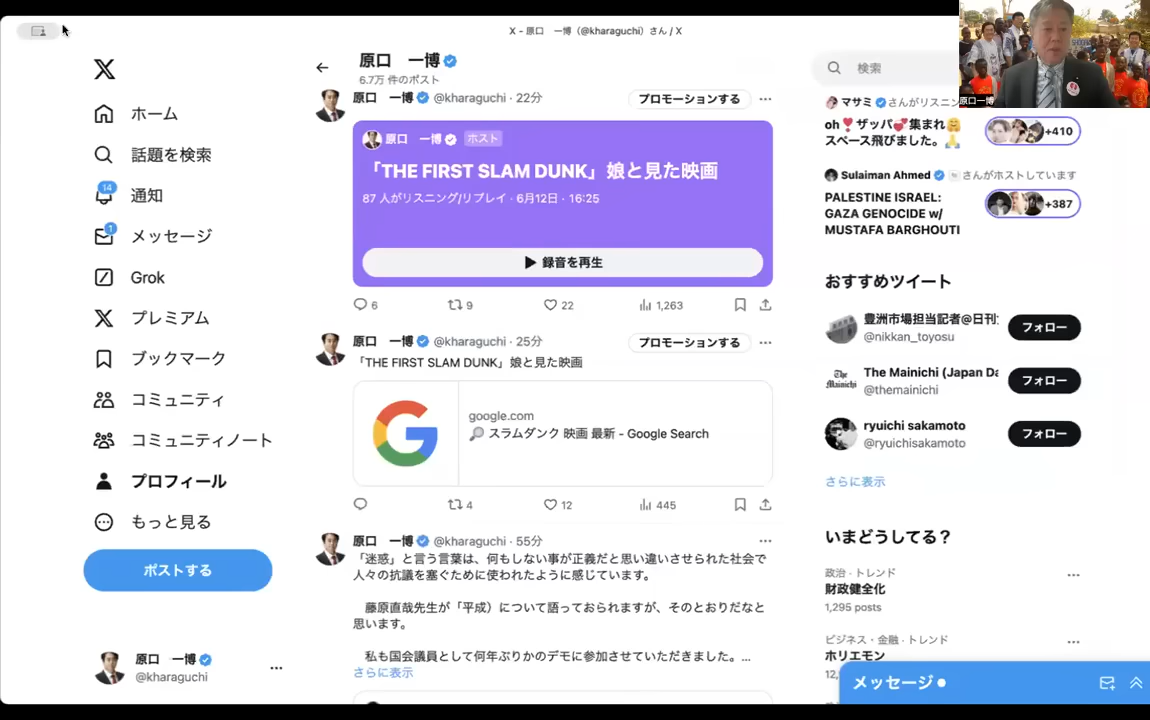 X - 原口　一博（@kharaguchi）さん / X
ホーム
話題を検索
14
通知
1
メッセージ
Grok
プレミアム
ブックマーク
コミュニティ
コミュニティノート
プロフィール
もっと見る
ポストする
原口　一博
@kharaguchi
原口　一博
6.7万 件のポスト
原口　一博 @kharaguchi · 22分
プロモーションする
原口　一博 ホスト
「THE FIRST SLAM DUNK」娘と見た映画
87 人がリスニング/リプレイ · 6月12日 · 16:25
録音を再生
6 9 22 1,263
原口　一博 @kharaguchi · 25分
プロモーションする
「THE FIRST SLAM DUNK」娘と見た映画
google.com
🔎 スラムダンク 映画 最新 - Google Search
4 12 445
原口　一博 @kharaguchi · 55分
「迷惑」と言う言葉は、何もしない事が正義だと思い違いさせられた社会で
人々の抗議を塞ぐために使われたように感じています。
藤原直哉先生が「平成）について語っておられますが、そのとおりだなと
思います。
私も国会議員として何年ぶりかのデモに参加させていただきました。...
さらに表示
検索
原口一博
マサミ さんがリスニン
oh❣️ザッパ💞集まれ🤗
スペース飛びました。🙏
+410
Sulaiman Ahmed さんがホストしています
PALESTINE ISRAEL:
GAZA GENOCIDE w/
MUSTAFA BARGHOUTI
+387
おすすめツイート
豊洲市場担当記者@日刊
@nikkan_toyosu
フォロー
The Mainichi (Japan Da
@themainichi
フォロー
ryuichi sakamoto
@ryuichisakamoto
フォロー
さらに表示
いまどうしてる？
政治 · トレンド
財政健全化
1,295 posts
ビジネス・金融 · トレンド
ホリエモン
12,
メッセージ